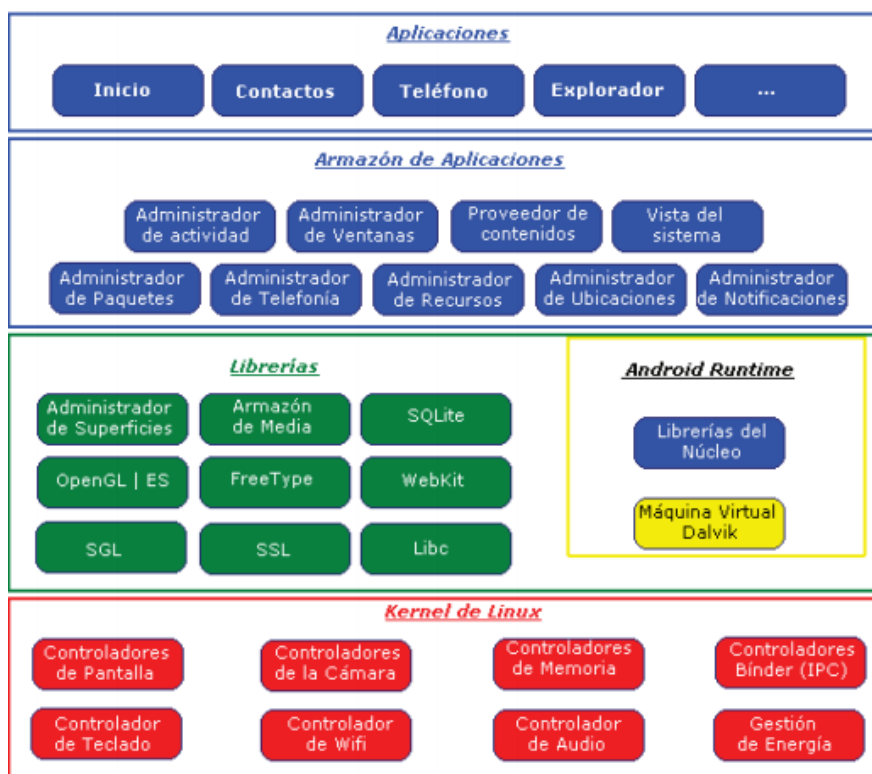 Aplicaciones
Inicio
Contactos
Teléfono
Explorador
...
Armazón de Aplicaciones
Administrador
de actividad
Administrador
de Ventanas
Proveedor de
contenidos
Vista del
sistema
Administrador
de Paquetes
Administrador
de Telefonía
Administrador
de Recursos
Administrador
de Ubicaciones
Administrador
de Notificaciones
Librerías
Administrador
de Superficies
Armazón
de Media
SQLite
OpenGL | ES
FreeType
WebKit
SGL
SSL
Libc
Android Runtime
Librerías del
Núcleo
Máquina Virtual
Dalvik
Kernel de Linux
Controladores
de Pantalla
Controladores
de la Cámara
Controladores
de Memoria
Controladores
Bínder (IPC)
Controlador
de Teclado
Controlador
de Wifi
Controlador
de Audio
Gestión
de Energía